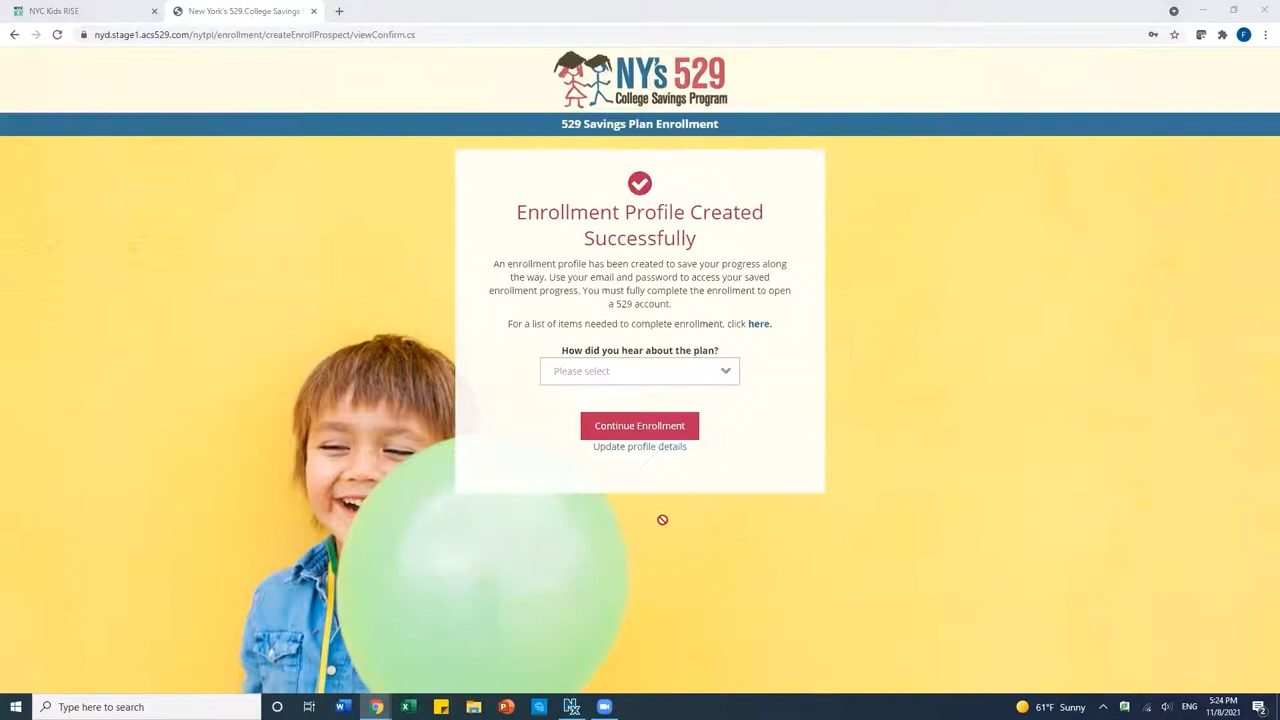 NYC Kids RISE
New York's 529 College Savings
nyd.stage1.acs529.com/nytpl/enrollment/createEnrollProspect/viewConfirm.cs
F
NY's 529
College Savings Program
529 Savings Plan Enrollment
Enrollment Profile Created
Successfully
An enrollment profile has been created to save your progress along
the way. Use your email and password to access your saved
enrollment progress. You must fully complete the enrollment to open
a 529 account.
For a list of items needed to complete enrollment, click here.
How did you hear about the plan?
Please select
Continue Enrollment
Update profile details
Type here to search
61°F Sunny
ENG
5:24 PM
11/8/2021
2